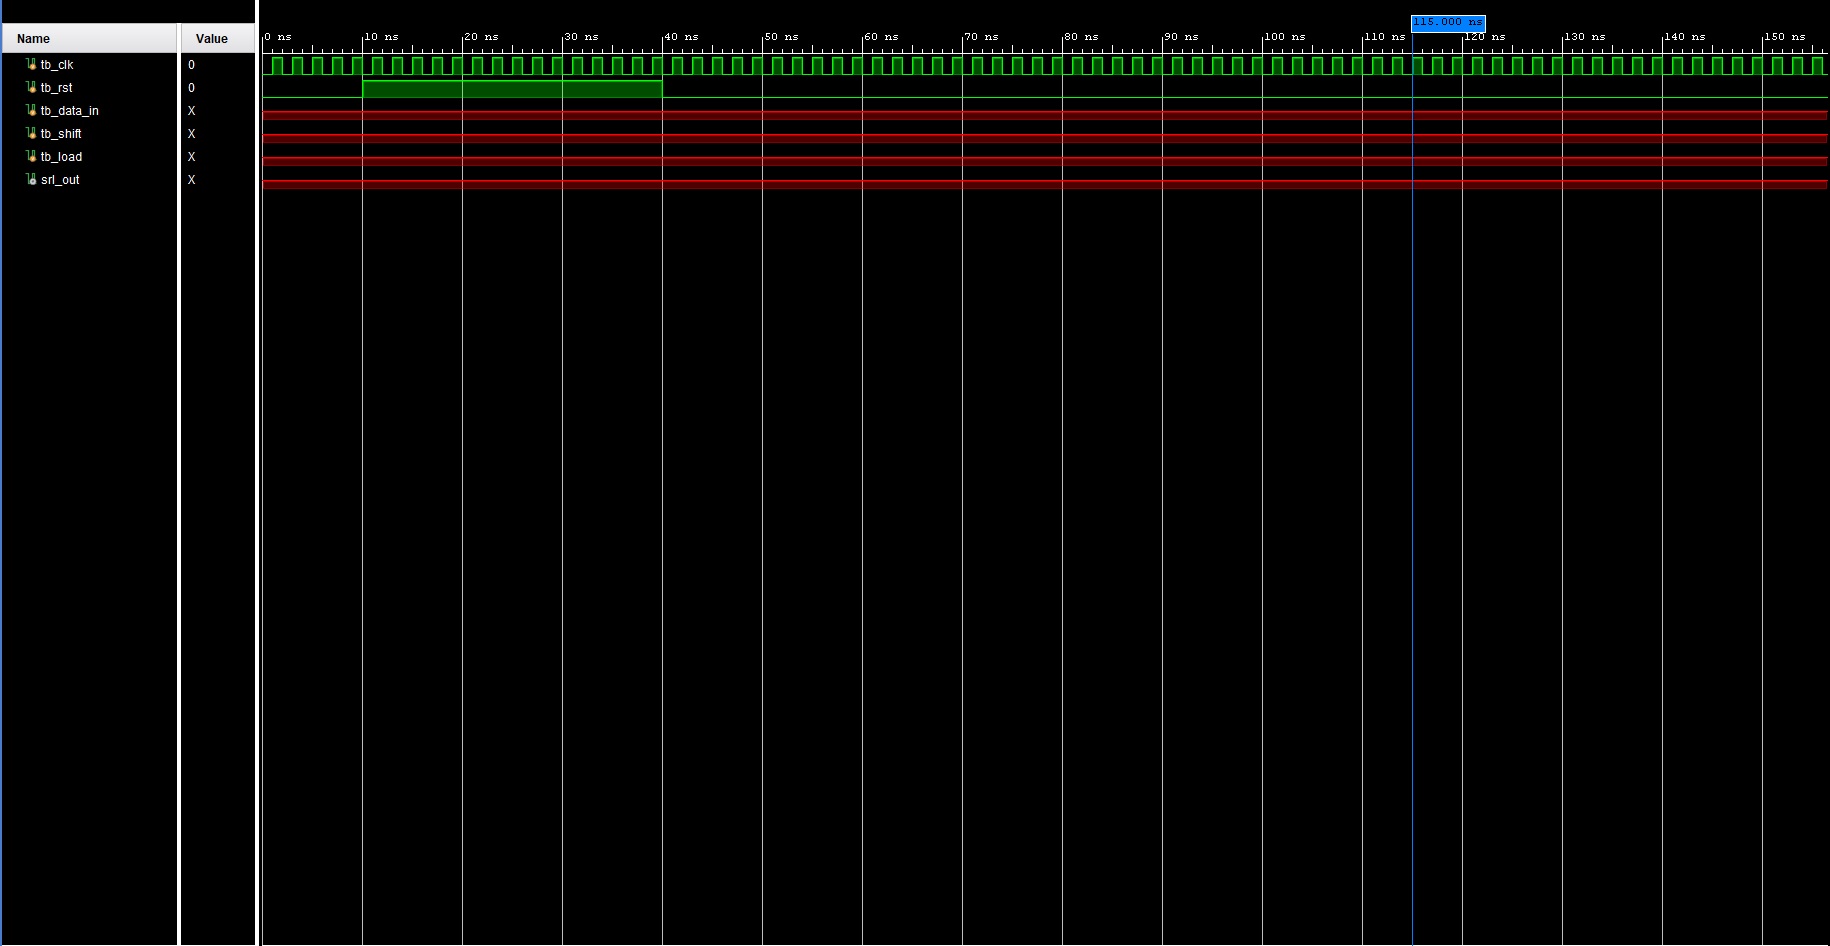 115.000 ns
Name Value 0 ns 10 ns 20 ns 30 ns 40 ns 50 ns 60 ns 70 ns 80 ns 90 ns 100 ns 110 ns 120 ns 130 ns 140 ns 150 ns
tb_clk 0
tb_rst 0
tb_data_in X
tb_shift X
tb_load X
srl_out X